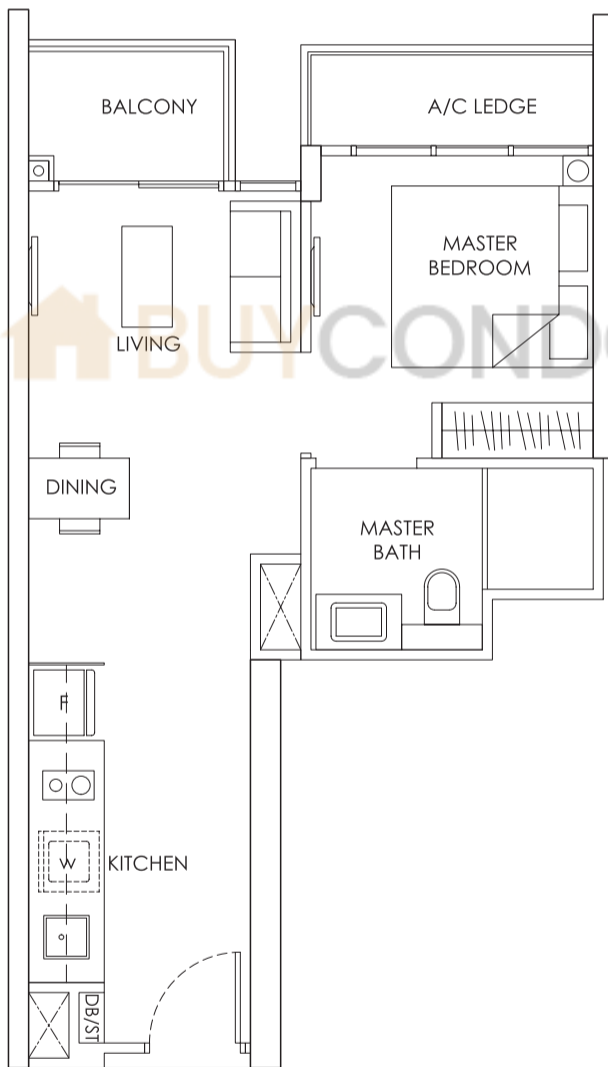 BALCONY
A/C LEDGE
MASTER
BEDROOM
BUYCONDO
LIVING
DINING
MASTER
BATH
F
W
KITCHEN
DB/ST